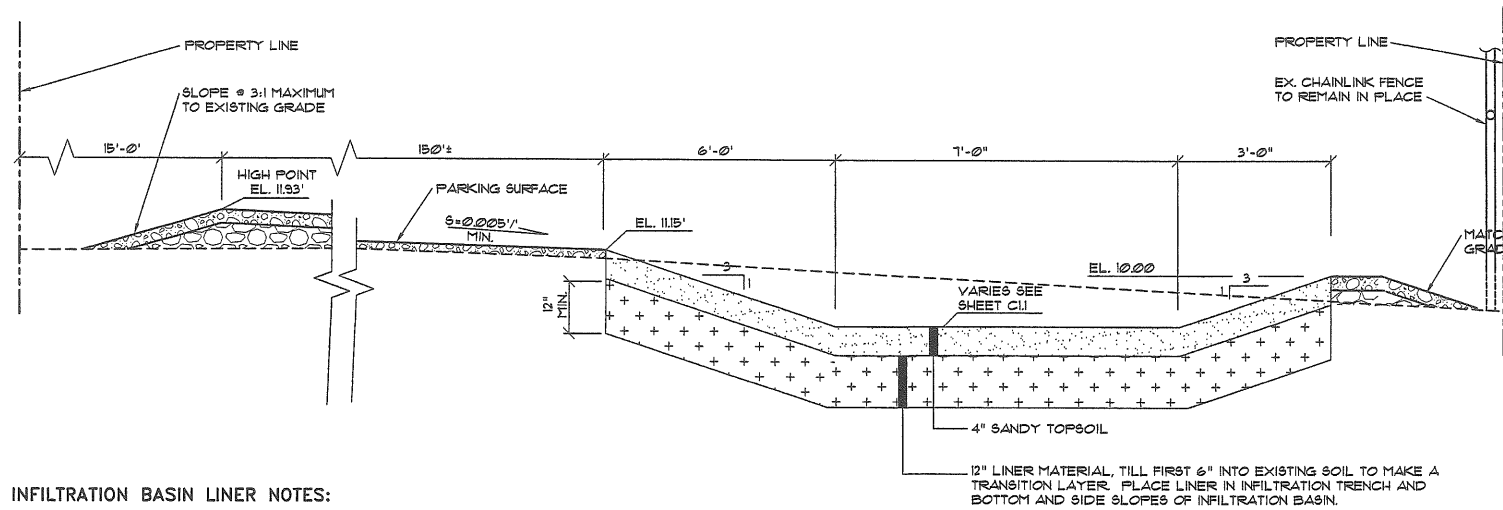 PROPERTY LINE
PROPERTY LINE
SLOPE @ 3:1 MAXIMUM
TO EXISTING GRADE
EX. CHAINLINK FENCE
TO REMAIN IN PLACE
15'-0'
150'±
6'-0'
7'-0"
3'-0"
HIGH POINT
EL. 11.93'
PARKING SURFACE
S=0.005'/'
MIN.
EL. 11.15'
3
1
EL. 10.00
3
1
12"
MIN.
VARIES SEE
SHEET C1.1
4" SANDY TOPSOIL
12" LINER MATERIAL, TILL FIRST 6" INTO EXISTING SOIL TO MAKE A
TRANSITION LAYER. PLACE LINER IN INFILTRATION TRENCH AND
BOTTOM AND SIDE SLOPES OF INFILTRATION BASIN.
INFILTRATION BASIN LINER NOTES: